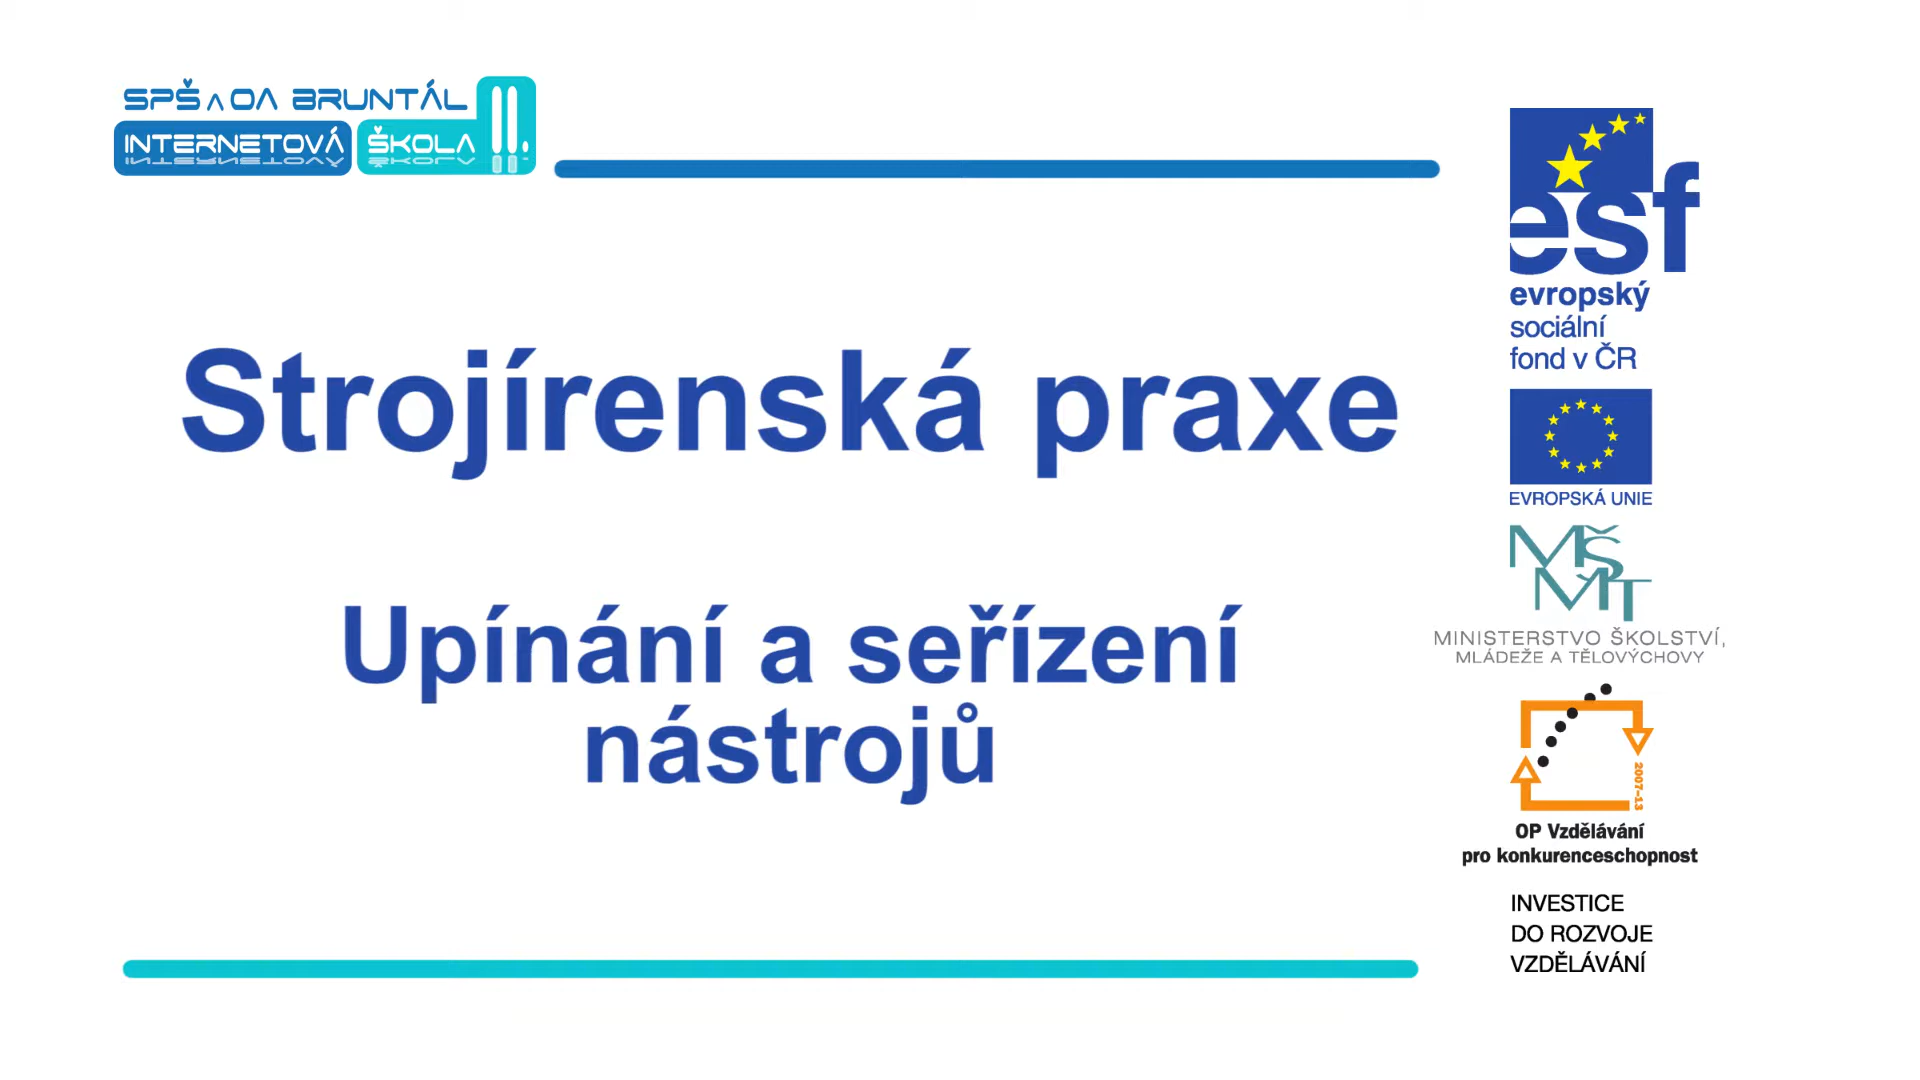 SPŠ A OA BRUNTÁL
INTERNETOVÁ ŠKOLA II.
Strojírenská praxe
Upínání a seřízení
nástrojů
esf
evropský
sociální
fond v ČR
EVROPSKÁ UNIE
MŠMT
MINISTERSTVO ŠKOLSTVÍ,
MLÁDEŽE A TĚLOVÝCHOVY
2007-13
OP Vzdělávání
pro konkurenceschopnost
INVESTICE
DO ROZVOJE
VZDĚLÁVÁNÍ